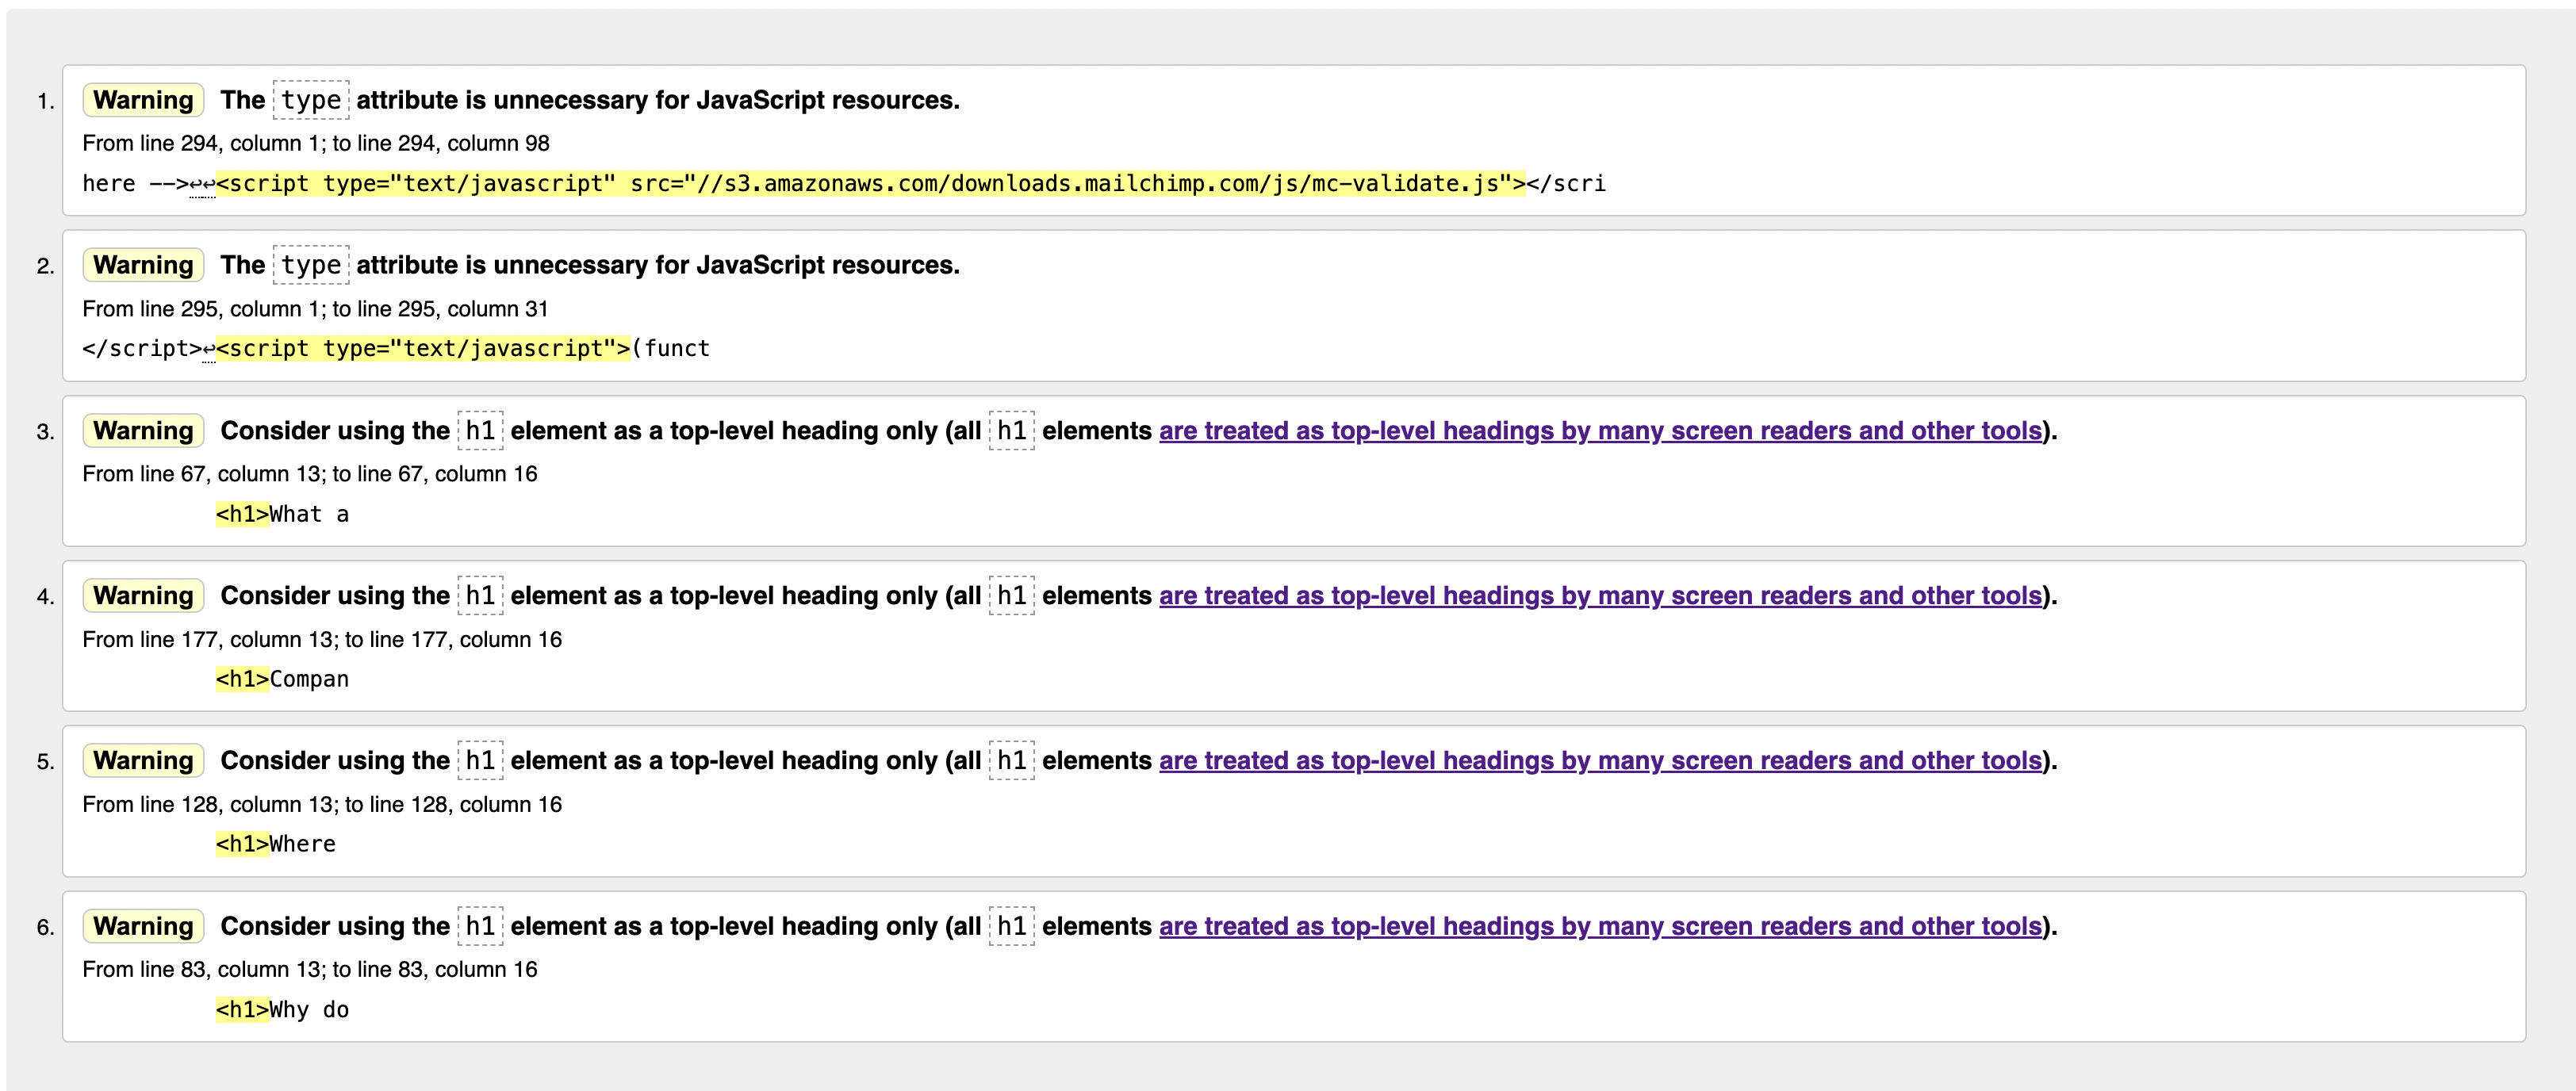 1. Warning The type attribute is unnecessary for JavaScript resources.
From line 294, column 1; to line 294, column 98
here -->↩↩<script type="text/javascript" src="//s3.amazonaws.com/downloads.mailchimp.com/js/mc-validate.js"></scri
2. Warning The type attribute is unnecessary for JavaScript resources.
From line 295, column 1; to line 295, column 31
</script>↩<script type="text/javascript">(funct
3. Warning Consider using the h1 element as a top-level heading only (all h1 elements are treated as top-level headings by many screen readers and other tools).
From line 67, column 13; to line 67, column 16
<h1>What a
4. Warning Consider using the h1 element as a top-level heading only (all h1 elements are treated as top-level headings by many screen readers and other tools).
From line 177, column 13; to line 177, column 16
<h1>Compan
5. Warning Consider using the h1 element as a top-level heading only (all h1 elements are treated as top-level headings by many screen readers and other tools).
From line 128, column 13; to line 128, column 16
<h1>Where
6. Warning Consider using the h1 element as a top-level heading only (all h1 elements are treated as top-level headings by many screen readers and other tools).
From line 83, column 13; to line 83, column 16
<h1>Why do